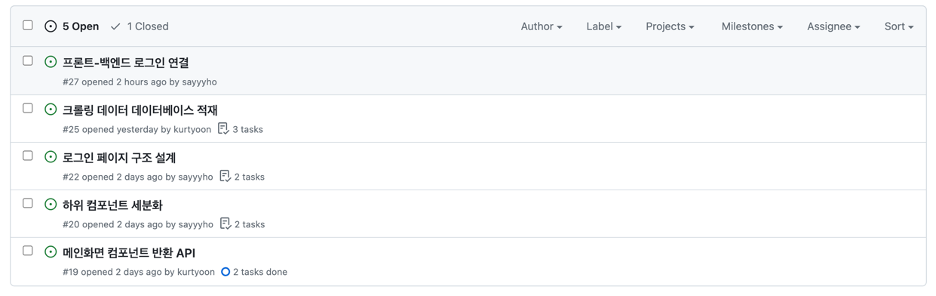 5 Open 1 Closed Author Label Projects Milestones Assignee Sort
프론트-백엔드 로그인 연결
#27 opened 2 hours ago by sayyyho
크롤링 데이터 데이터베이스 적재
#25 opened yesterday by kurtyoon 3 tasks
로그인 페이지 구조 설계
#22 opened 2 days ago by sayyyho 2 tasks
하위 컴포넌트 세분화
#20 opened 2 days ago by sayyyho 2 tasks
메인화면 컴포넌트 반환 API
#19 opened 2 days ago by kurtyoon 2 tasks done